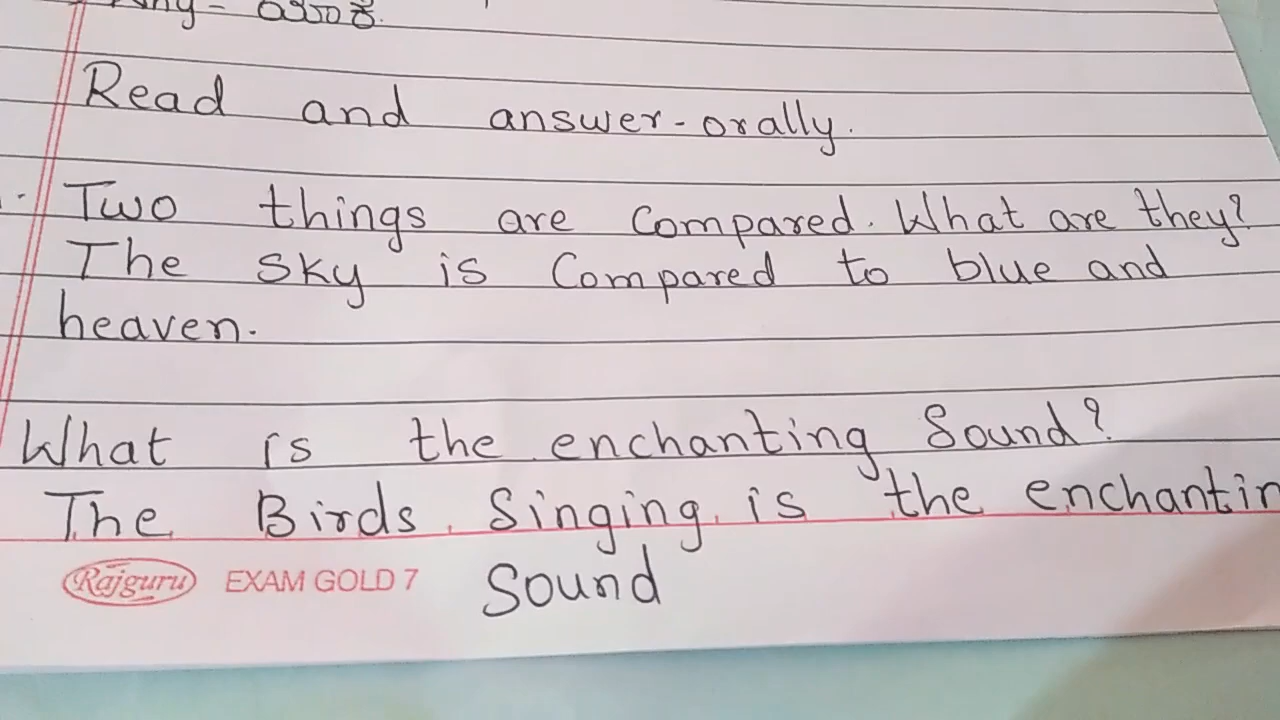 Read and answer-orally.
1. Two things are Compared. What are they?
The sky is Compared to blue and
heaven.
What is the enchanting Sound?
The Birds. Singing. is the enchantin
Sound
Rajguru EXAM GOLD 7